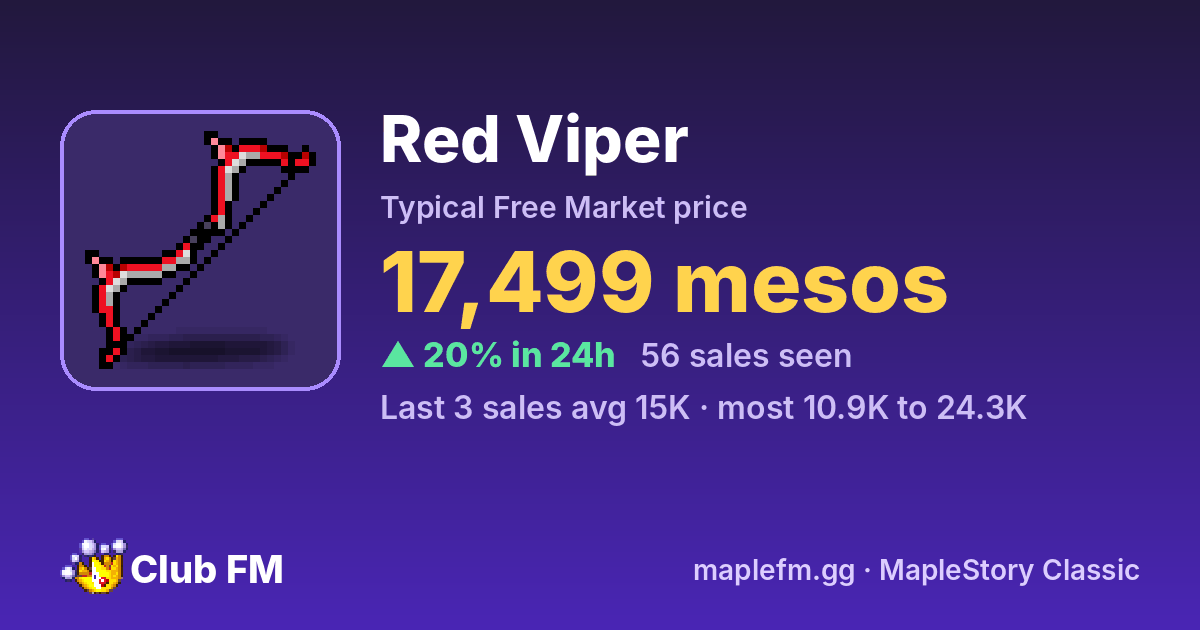 Red Viper
Typical Free Market price
17,499 mesos
▲ 20% in 24h 56 sales seen
Last 3 sales avg 15K · most 10.9K to 24.3K
Club FM
maplefm.gg · MapleStory Classic